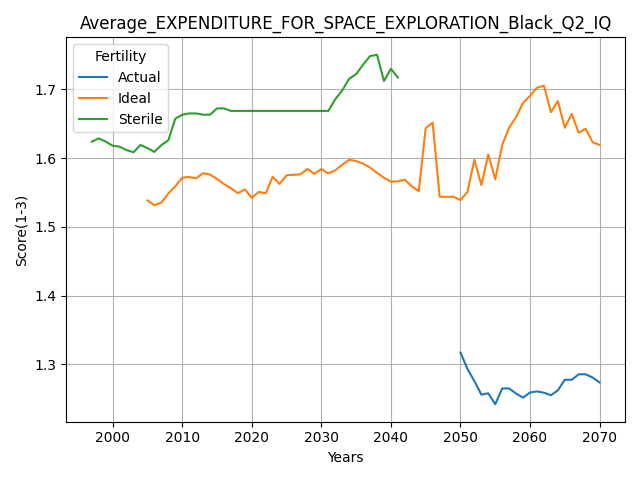 Average_EXPENDITURE_FOR_SPACE_EXPLORATION_Black_Q2_IQ
Fertility
Actual
Ideal
Sterile
Score(1-3)
1.7
1.6
1.5
1.4
1.3
2000 2010 2020 2030 2040 2050 2060 2070
Years